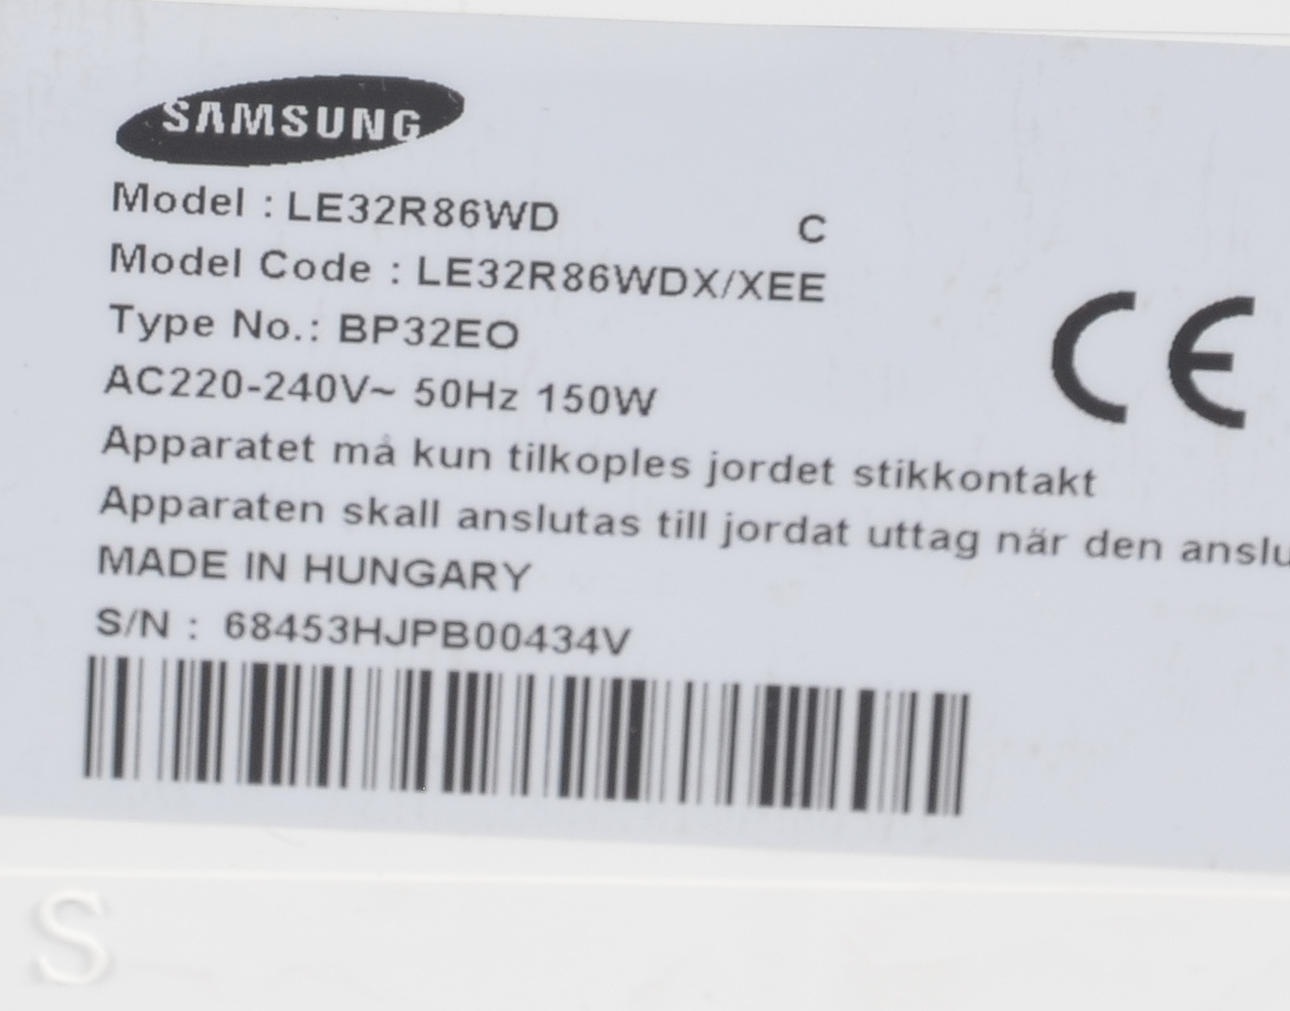 SAMSUNG
Model : LE32R86WD C
Model Code : LE32R86WDX/XEE
Type No.: BP32EO
AC220-240V~ 50Hz 150W
Apparatet må kun tilkoples jordet stikkontakt
Apparaten skall anslutas till jordat uttag när den anslu
MADE IN HUNGARY
S/N : 68453HJPB00434V
CE
S